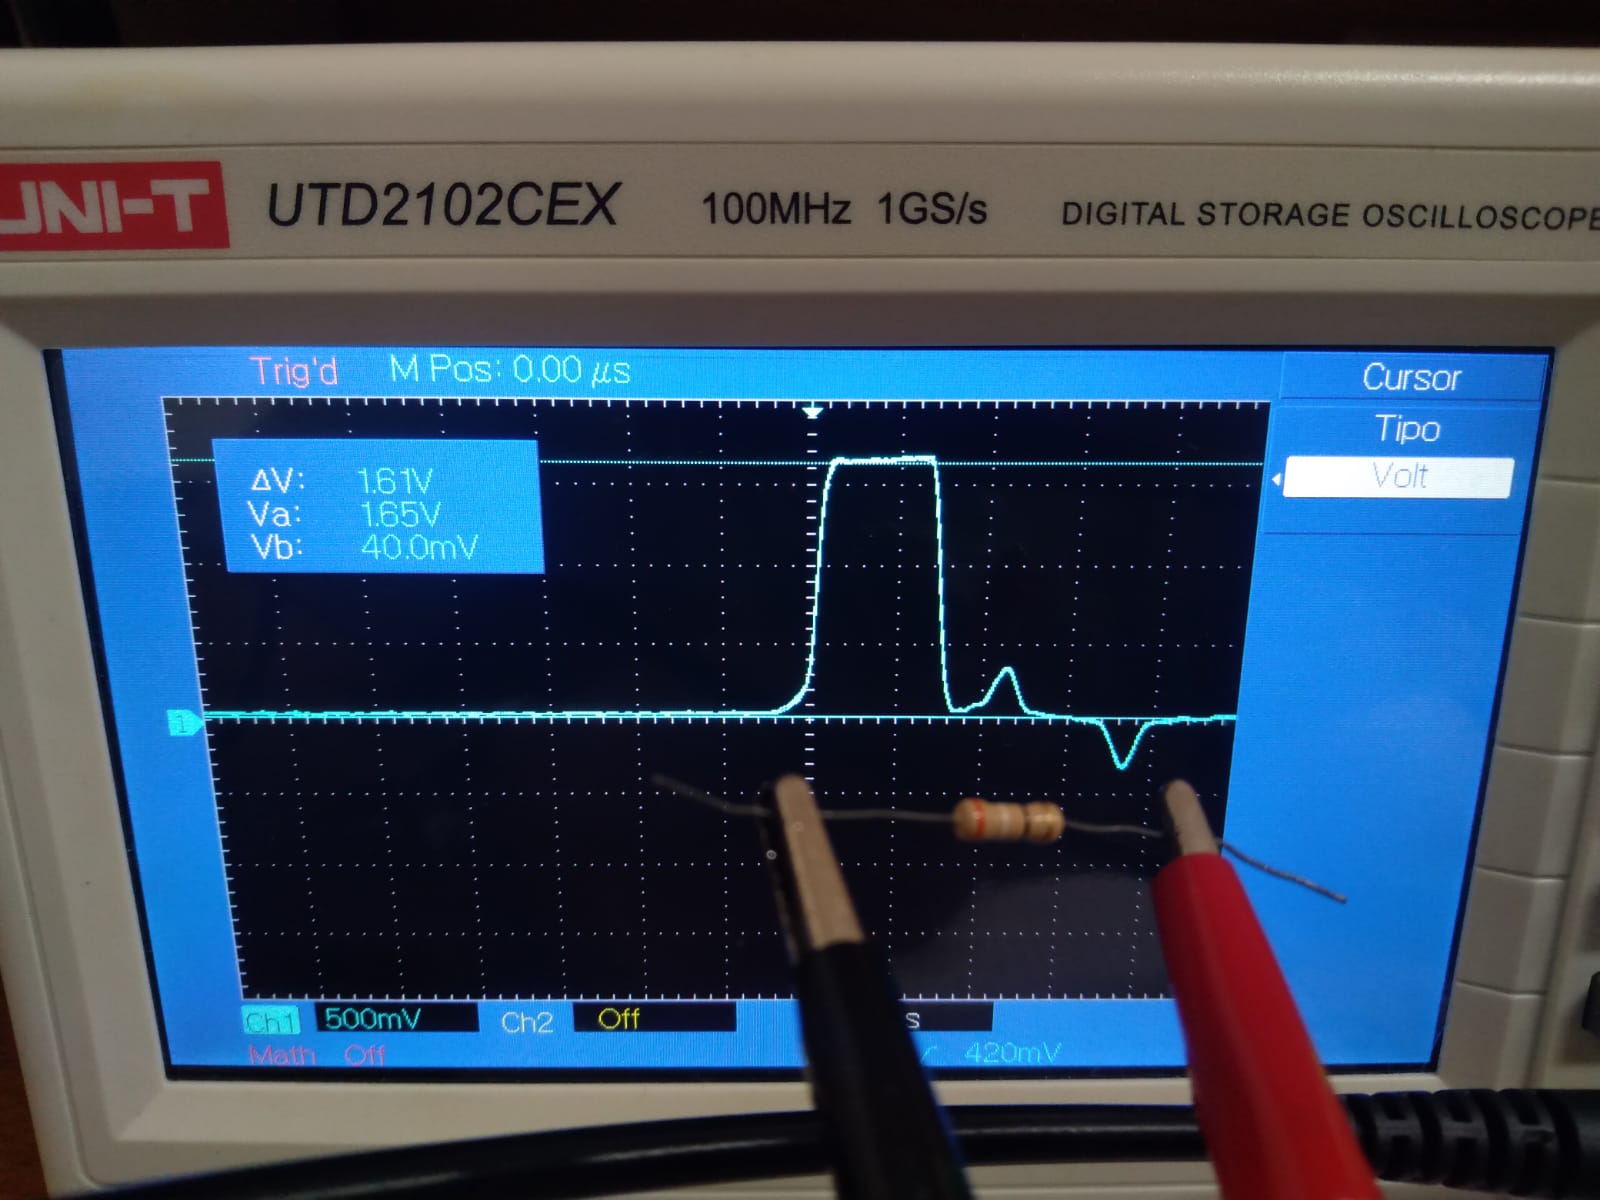 UNI-T UTD2102CEX 100MHz 1GS/s DIGITAL STORAGE OSCILLOSCOPE
Trig'd M Pos: 0.00 µs
Cursor
Tipo
Volt
ΔV: 1.61V
Va: 1.65V
Vb: 40.0mV
1
Ch1 500mV Ch2 Off s
Math Off 420mV